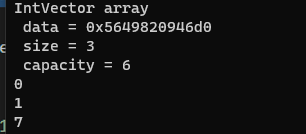 IntVector array
 data = 0x5649820946d0
 size = 3
 capacity = 6
0
1
7